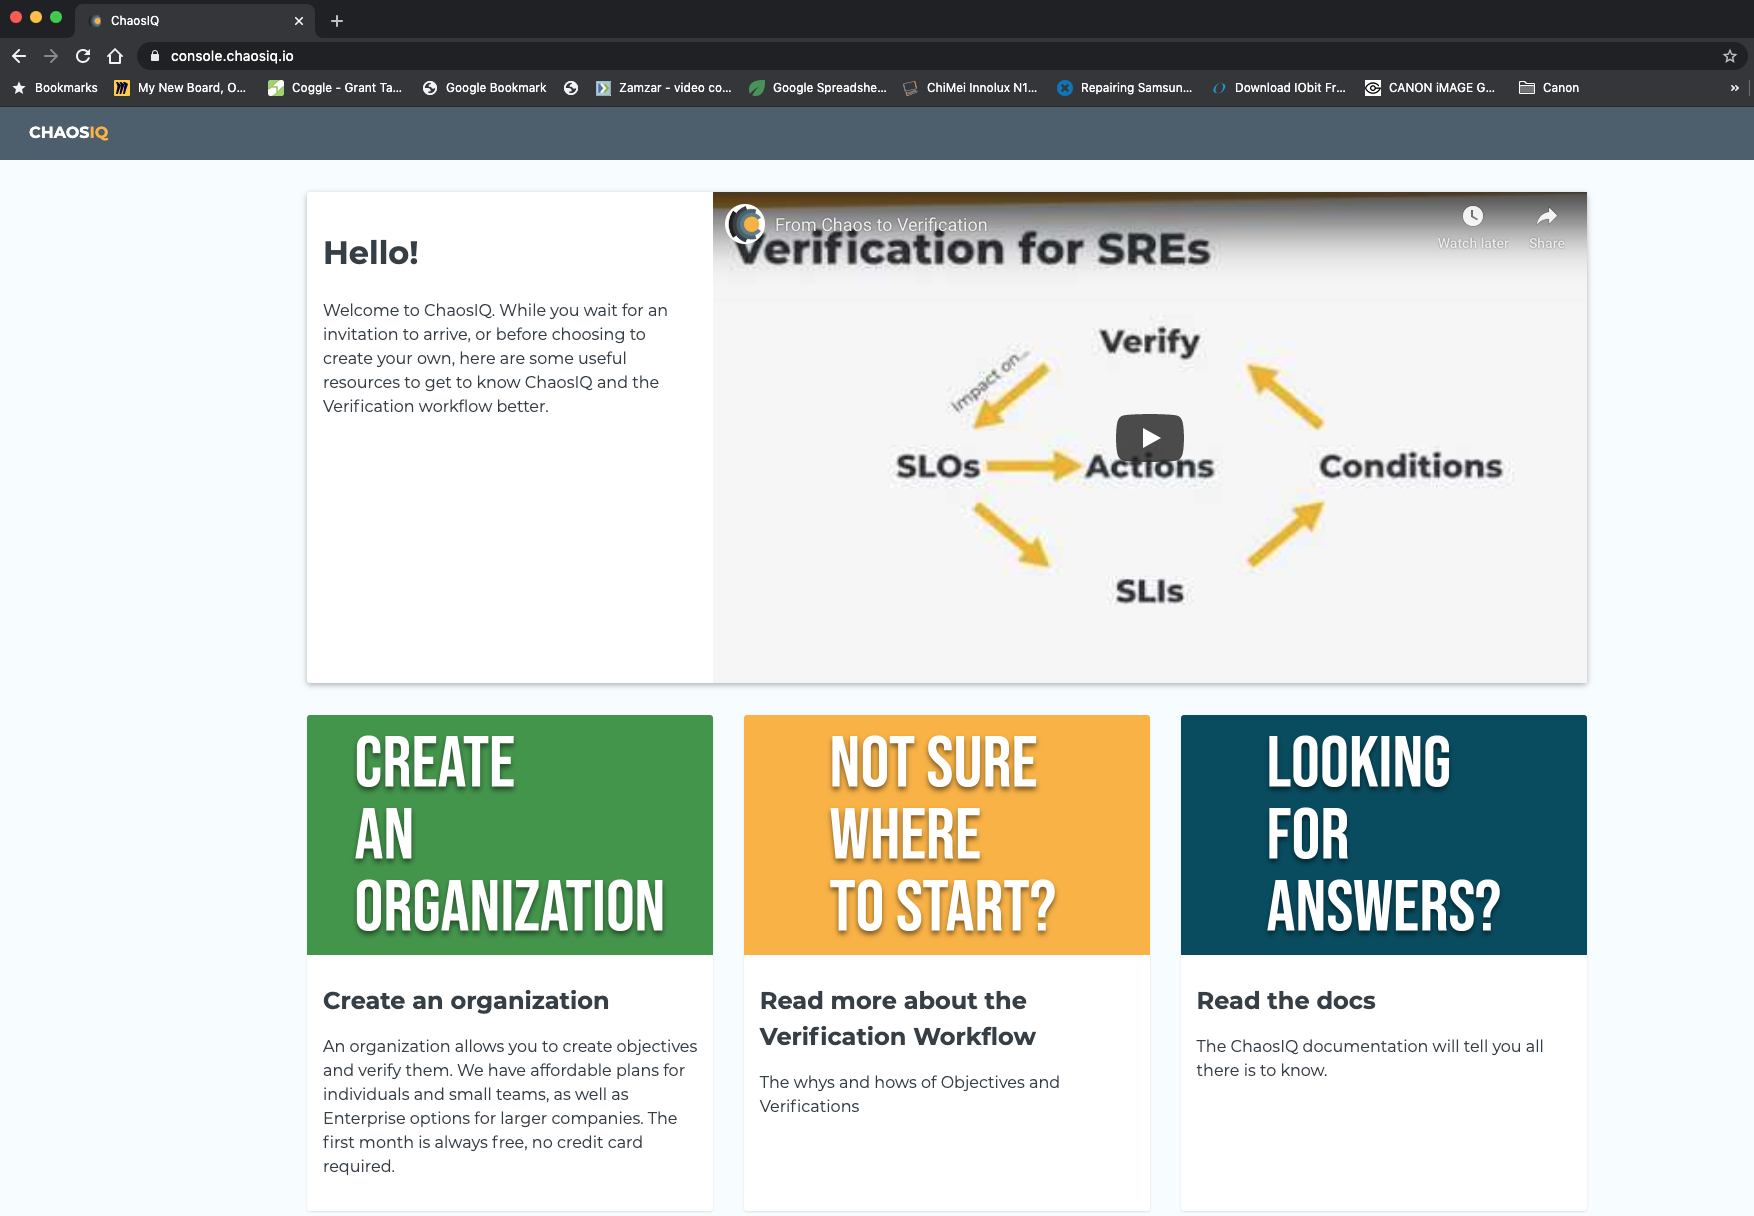 ChaosIQ
console.chaosiq.io
Bookmarks
My New Board, O...
Coggle - Grant Ta...
Google Bookmark
Zamzar - video co...
Google Spreadshe...
ChiMei Innolux N1...
Repairing Samsun...
Download IObit Fr...
CANON iMAGE G...
Canon
»
CHAOSIQ
Hello!
Welcome to ChaosIQ. While you wait for an
invitation to arrive, or before choosing to
create your own, here are some useful
resources to get to know ChaosIQ and the
Verification workflow better.
From Chaos to Verification
Watch later
Share
Verification for SREs
Verify
Impact on...
SLOs
Actions
Conditions
SLIs
CREATE
AN
ORGANIZATION
Create an organization
An organization allows you to create objectives
and verify them. We have affordable plans for
individuals and small teams, as well as
Enterprise options for larger companies. The
first month is always free, no credit card
required.
NOT SURE
WHERE
TO START?
Read more about the
Verification Workflow
The whys and hows of Objectives and
Verifications
LOOKING
FOR
ANSWERS?
Read the docs
The ChaosIQ documentation will tell you all
there is to know.